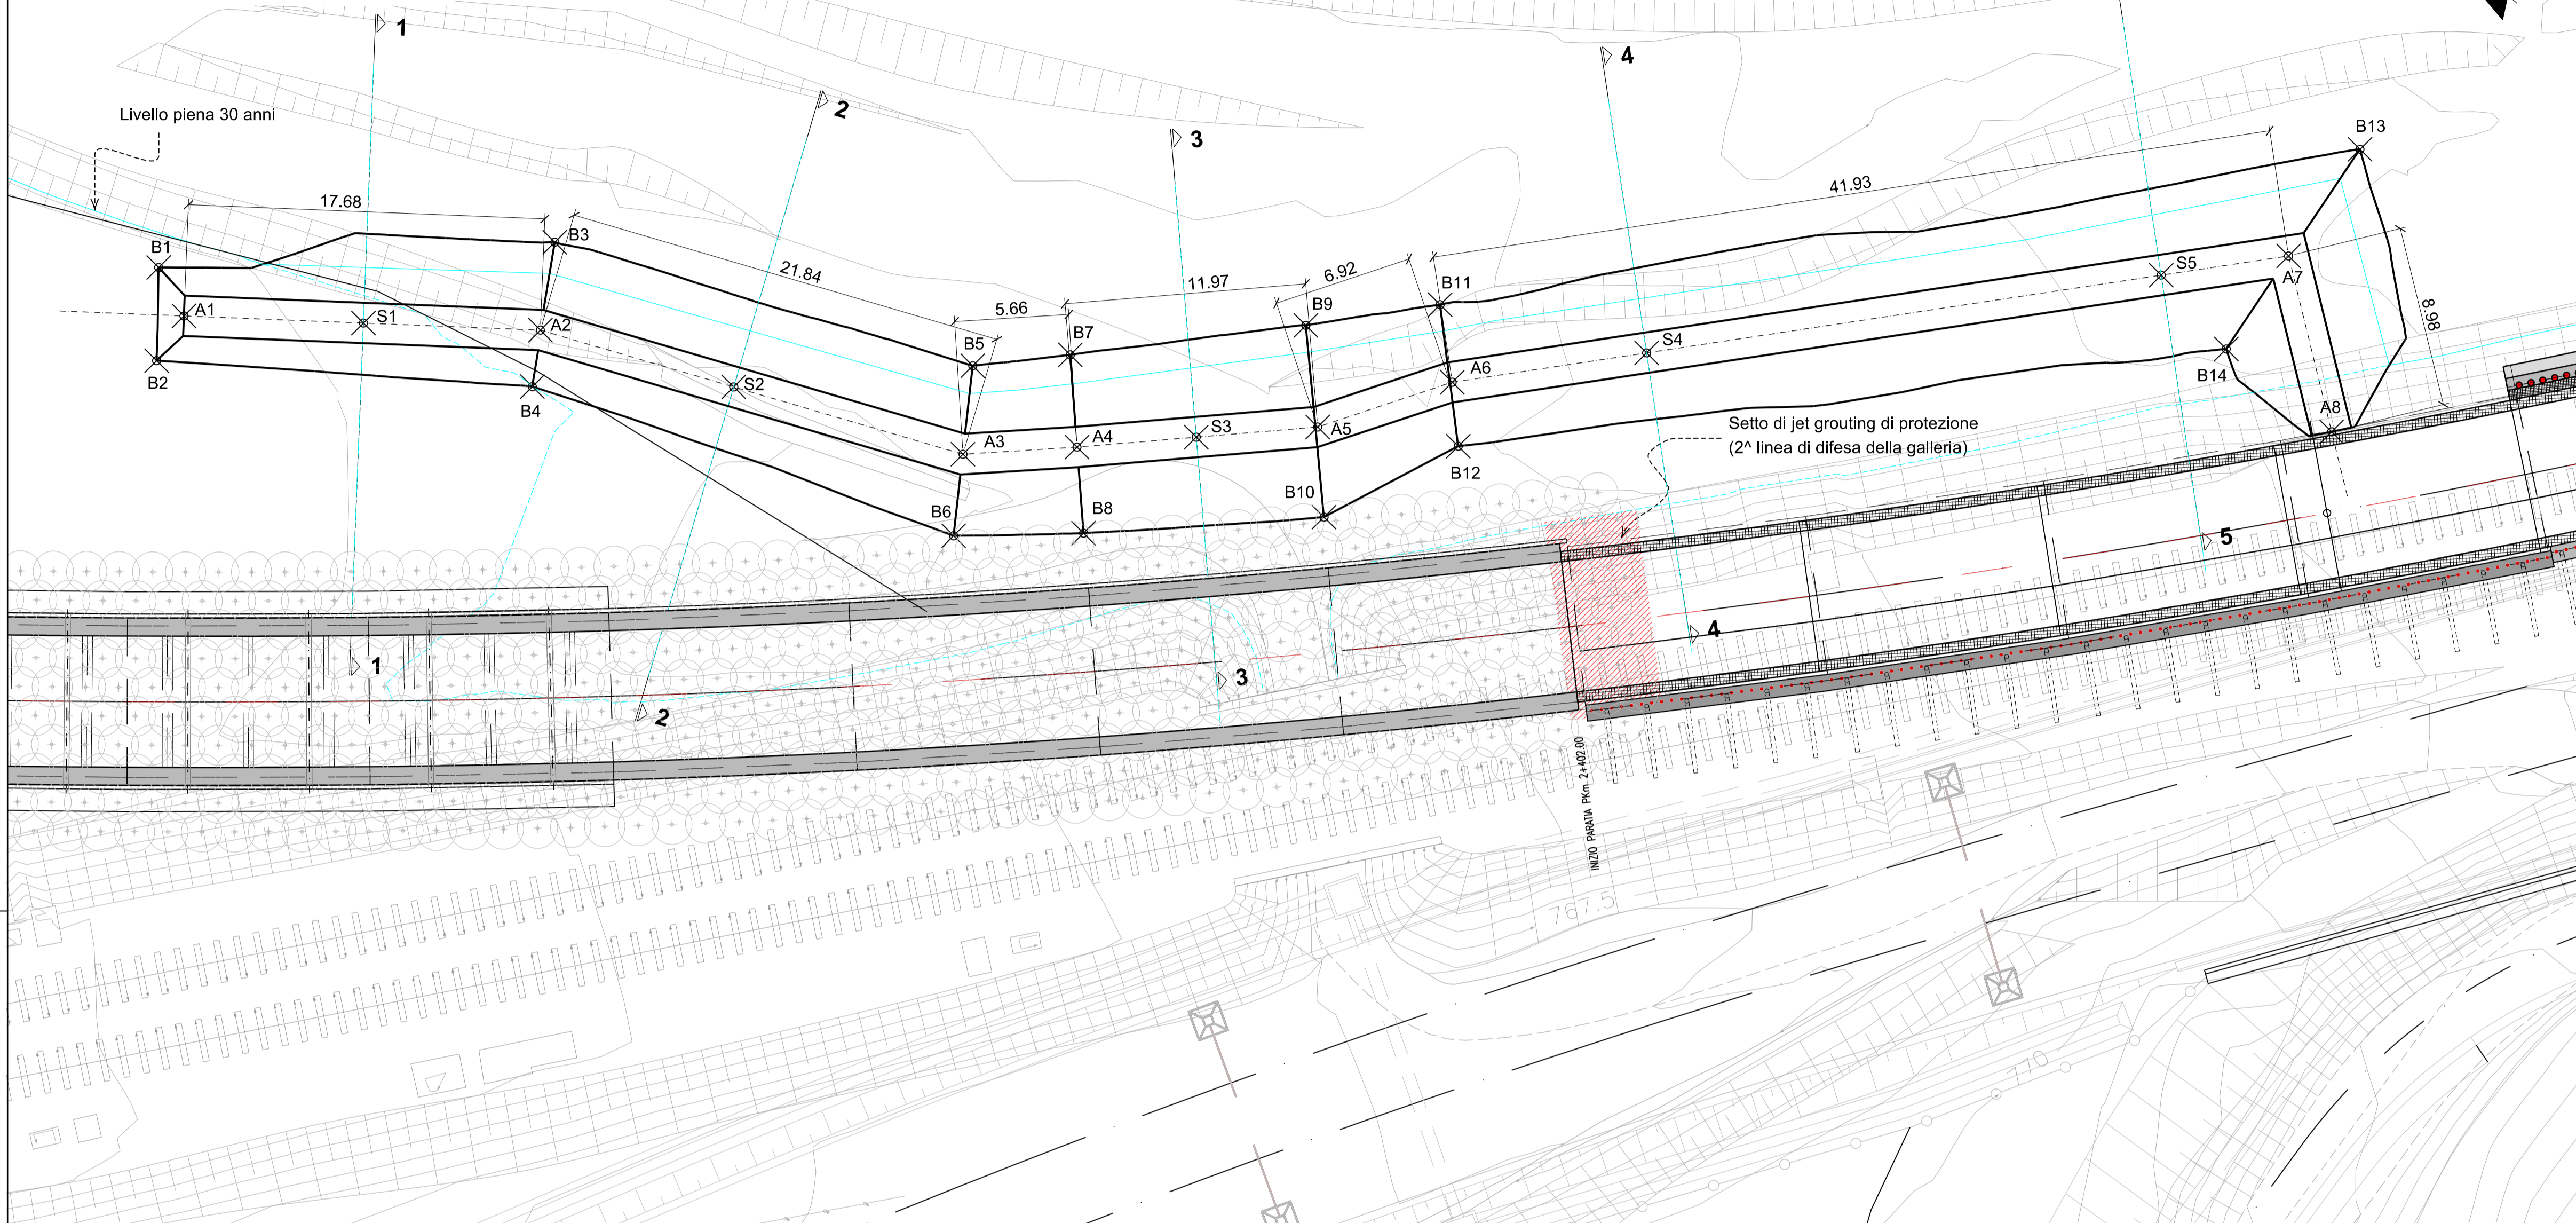 1
2
3
4
Livello piena 30 anni
17.68
21.84
5.66
11.97
6.92
41.93
8.98
B13
B1
B3
B11
S5
A7
A1
S1
A2
B9
B7
B5
S4
B2
B4
S2
A6
B14
A8
A3
A4
S3
A5
B12
Setto di jet grouting di protezione
(2^ linea di difesa della galleria)
B6
B8
B10
5
4
1
3
2
INIZIO PARATIA PKm 2+402.00
767.5
10